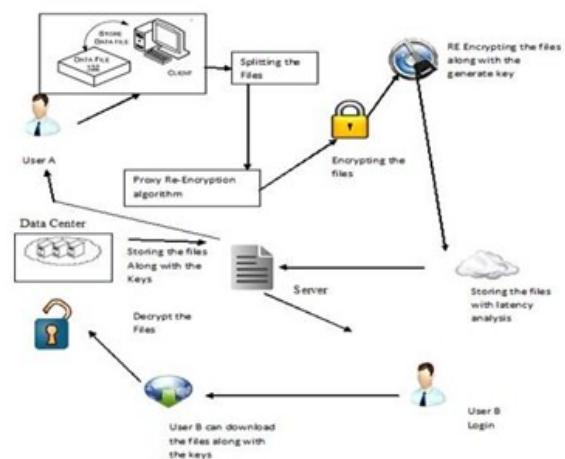 STORE
DATA FILE
DATA FILE
132
CLIENT
Splitting the
Files
RE Encrypting the files
along with the
generate key
User A
Proxy Re-Encryption
algorithm
Encrypting the
files
Data Center
Storing the files
Along with the
Keys
Server
Storing the files
with latency
analysis
Decrypt the
Files
User B can download
the files along with
the keys
User B
Login